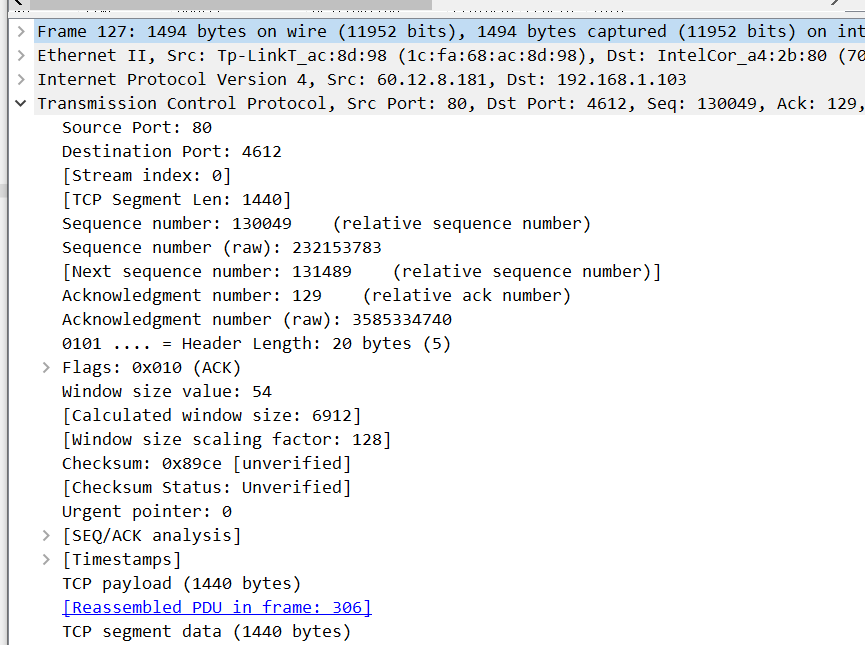 Frame 127: 1494 bytes on wire (11952 bits), 1494 bytes captured (11952 bits) on int
Ethernet II, Src: Tp-LinkT_ac:8d:98 (1c:fa:68:ac:8d:98), Dst: IntelCor_a4:2b:80 (70
Internet Protocol Version 4, Src: 60.12.8.181, Dst: 192.168.1.103
Transmission Control Protocol, Src Port: 80, Dst Port: 4612, Seq: 130049, Ack: 129,
Source Port: 80
Destination Port: 4612
[Stream index: 0]
[TCP Segment Len: 1440]
Sequence number: 130049    (relative sequence number)
Sequence number (raw): 232153783
[Next sequence number: 131489    (relative sequence number)]
Acknowledgment number: 129    (relative ack number)
Acknowledgment number (raw): 3585334740
0101 .... = Header Length: 20 bytes (5)
Flags: 0x010 (ACK)
Window size value: 54
[Calculated window size: 6912]
[Window size scaling factor: 128]
Checksum: 0x89ce [unverified]
[Checksum Status: Unverified]
Urgent pointer: 0
[SEQ/ACK analysis]
[Timestamps]
TCP payload (1440 bytes)
[Reassembled PDU in frame: 306]
TCP segment data (1440 bytes)